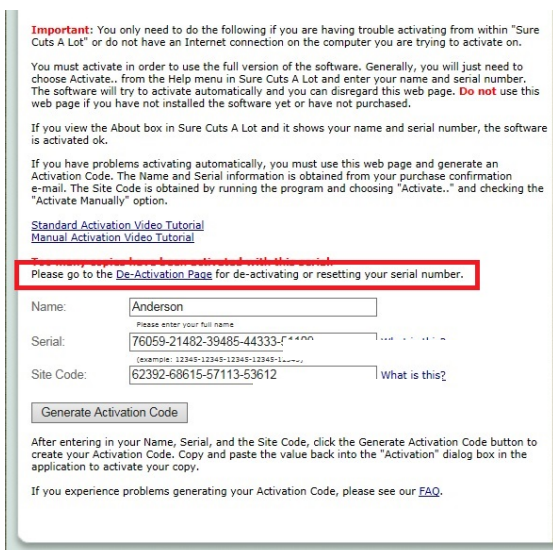 Important: You only need to do the following if you are having trouble activating from within "Sure
Cuts A Lot" or do not have an Internet connection on the computer you are trying to activate on.
You must activate in order to use the full version of the software. Generally, you will just need to
choose Activate.. from the Help menu in Sure Cuts A Lot and enter your name and serial number.
The software will try to activate automatically and you can disregard this web page. Do not use this
web page if you have not installed the software yet or have not purchased.
If you view the About box in Sure Cuts A Lot and it shows your name and serial number, the software
is activated ok.
If you have problems activating automatically, you must use this web page and generate an
Activation Code. The Name and Serial information is obtained from your purchase confirmation
e-mail. The Site Code is obtained by running the program and choosing "Activate.." and checking the
"Activate Manually" option.
Standard Activation Video Tutorial
Manual Activation Video Tutorial
Too many copies have been activated with this serial.
Please go to the De-Activation Page for de-activating or resetting your serial number.
Name: Anderson
Please enter your full name
Serial: 76059-21482-39485-44333-
(example: 12345-12345-12345-12345-
Site Code: 62392-68615-57113-53612 What is this?
Generate Activation Code
After entering in your Name, Serial, and the Site Code, click the Generate Activation Code button to
create your Activation Code. Copy and paste the value back into the "Activation" dialog box in the
application to activate your copy.
If you experience problems generating your Activation Code, please see our FAQ.